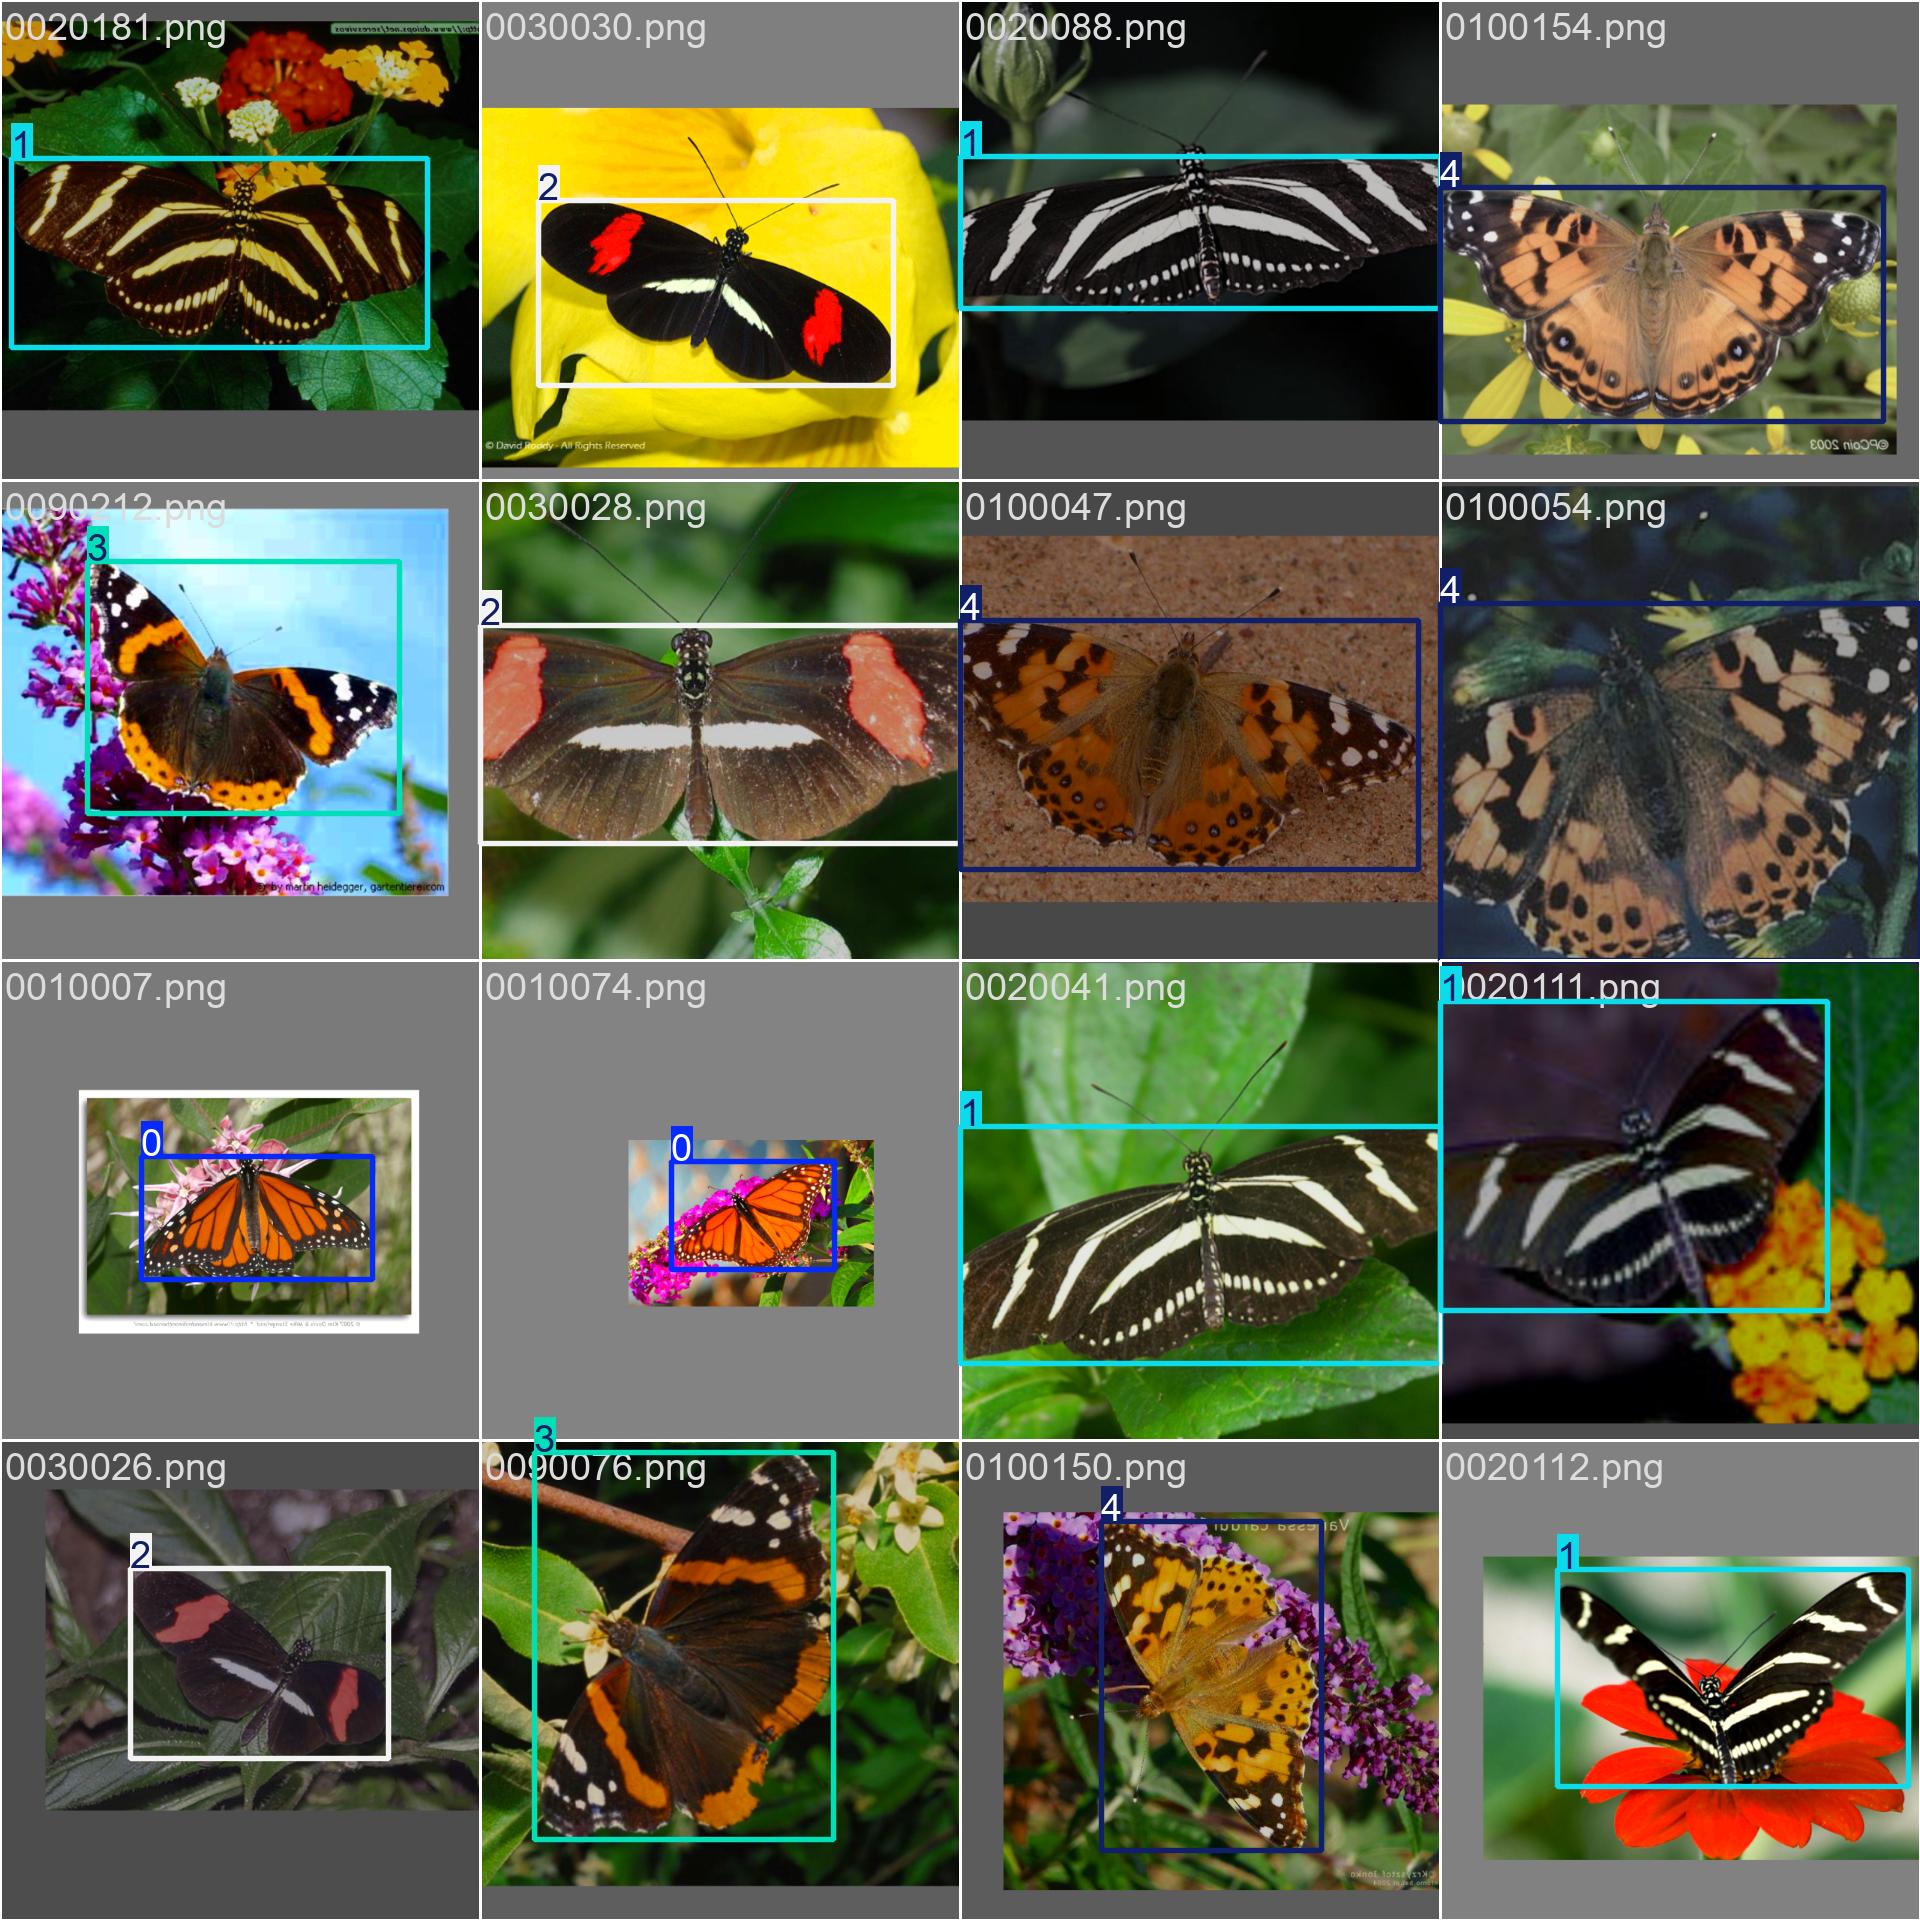 0020181.png
0030030.png
0020088.png
0100154.png
1
2
1
4
© David Roddy - All Rights Reserved
©PCoin 2003
0090212.png
0030028.png
0100047.png
0100054.png
3
2
4
4
© by martin heidegger, gartentiere.com
0010007.png
0010074.png
0020041.png
0020111.png
0
0
1
1
0030026.png
0090076.png
0100150.png
0020112.png
2
3
4
1
Vanessa cardui